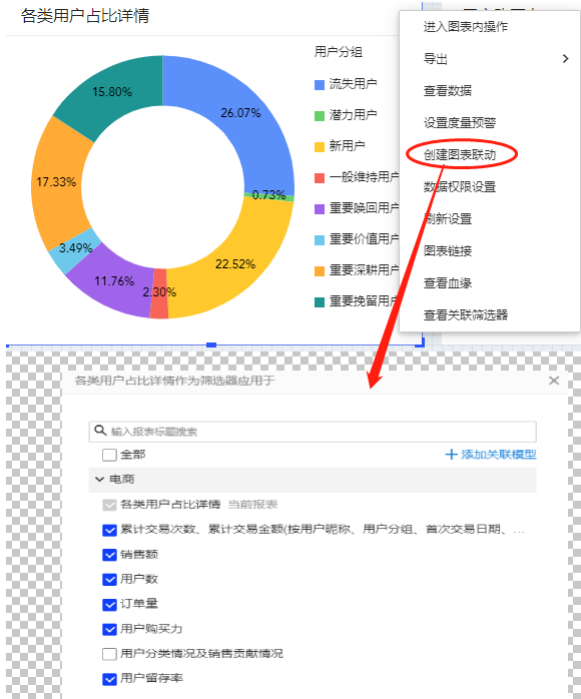 各类用户占比详情
用户分组
流失用户
潜力用户
新用户
一般维持用户
重要唤回用户
重要价值用户
重要深耕用户
重要挽留用户
15.80%
26.07%
17.33%
0.73%
3.49%
22.52%
11.76%
2.30%
进入图表内操作
导出
查看数据
设置度量预警
创建图表联动
数据权限设置
刷新设置
图表链接
查看血缘
查看关联筛选器
各类用户占比详情作为筛选器应用于
输入报表标题搜索
全部
添加关联模型
电商
各类用户占比详情 当前报表
累计交易次数、累计交易金额(按用户昵称、用户分组、首次交易日期、...
销售额
用户数
订单量
用户购买力
用户分类情况及销售贡献情况
用户留存率